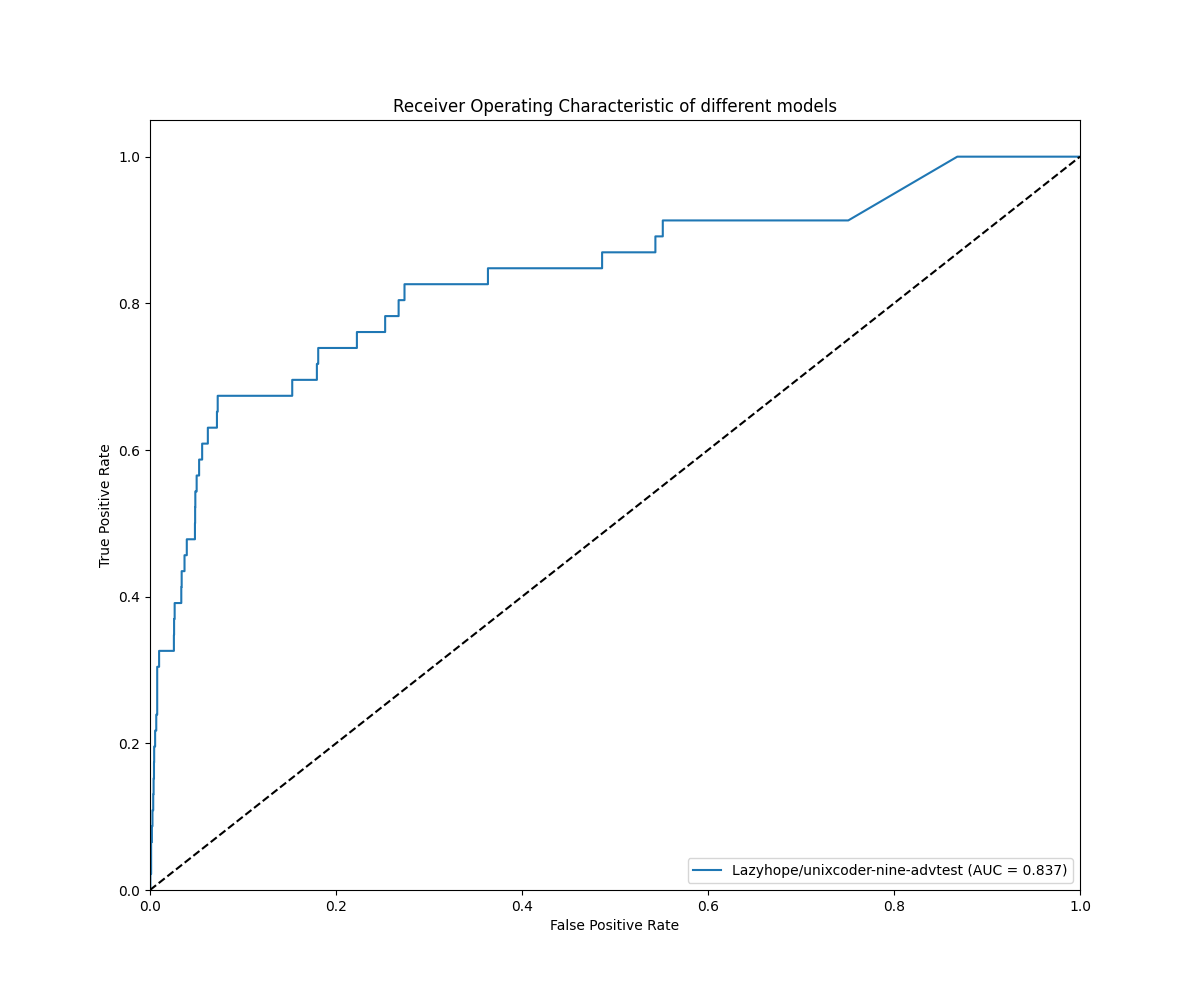 Receiver Operating Characteristic of different models
1.0
0.8
0.6
0.4
0.2
0.0
True Positive Rate
Lazyhope/unixcoder-nine-advtest (AUC = 0.837)
0.0 0.2 0.4 0.6 0.8 1.0
False Positive Rate